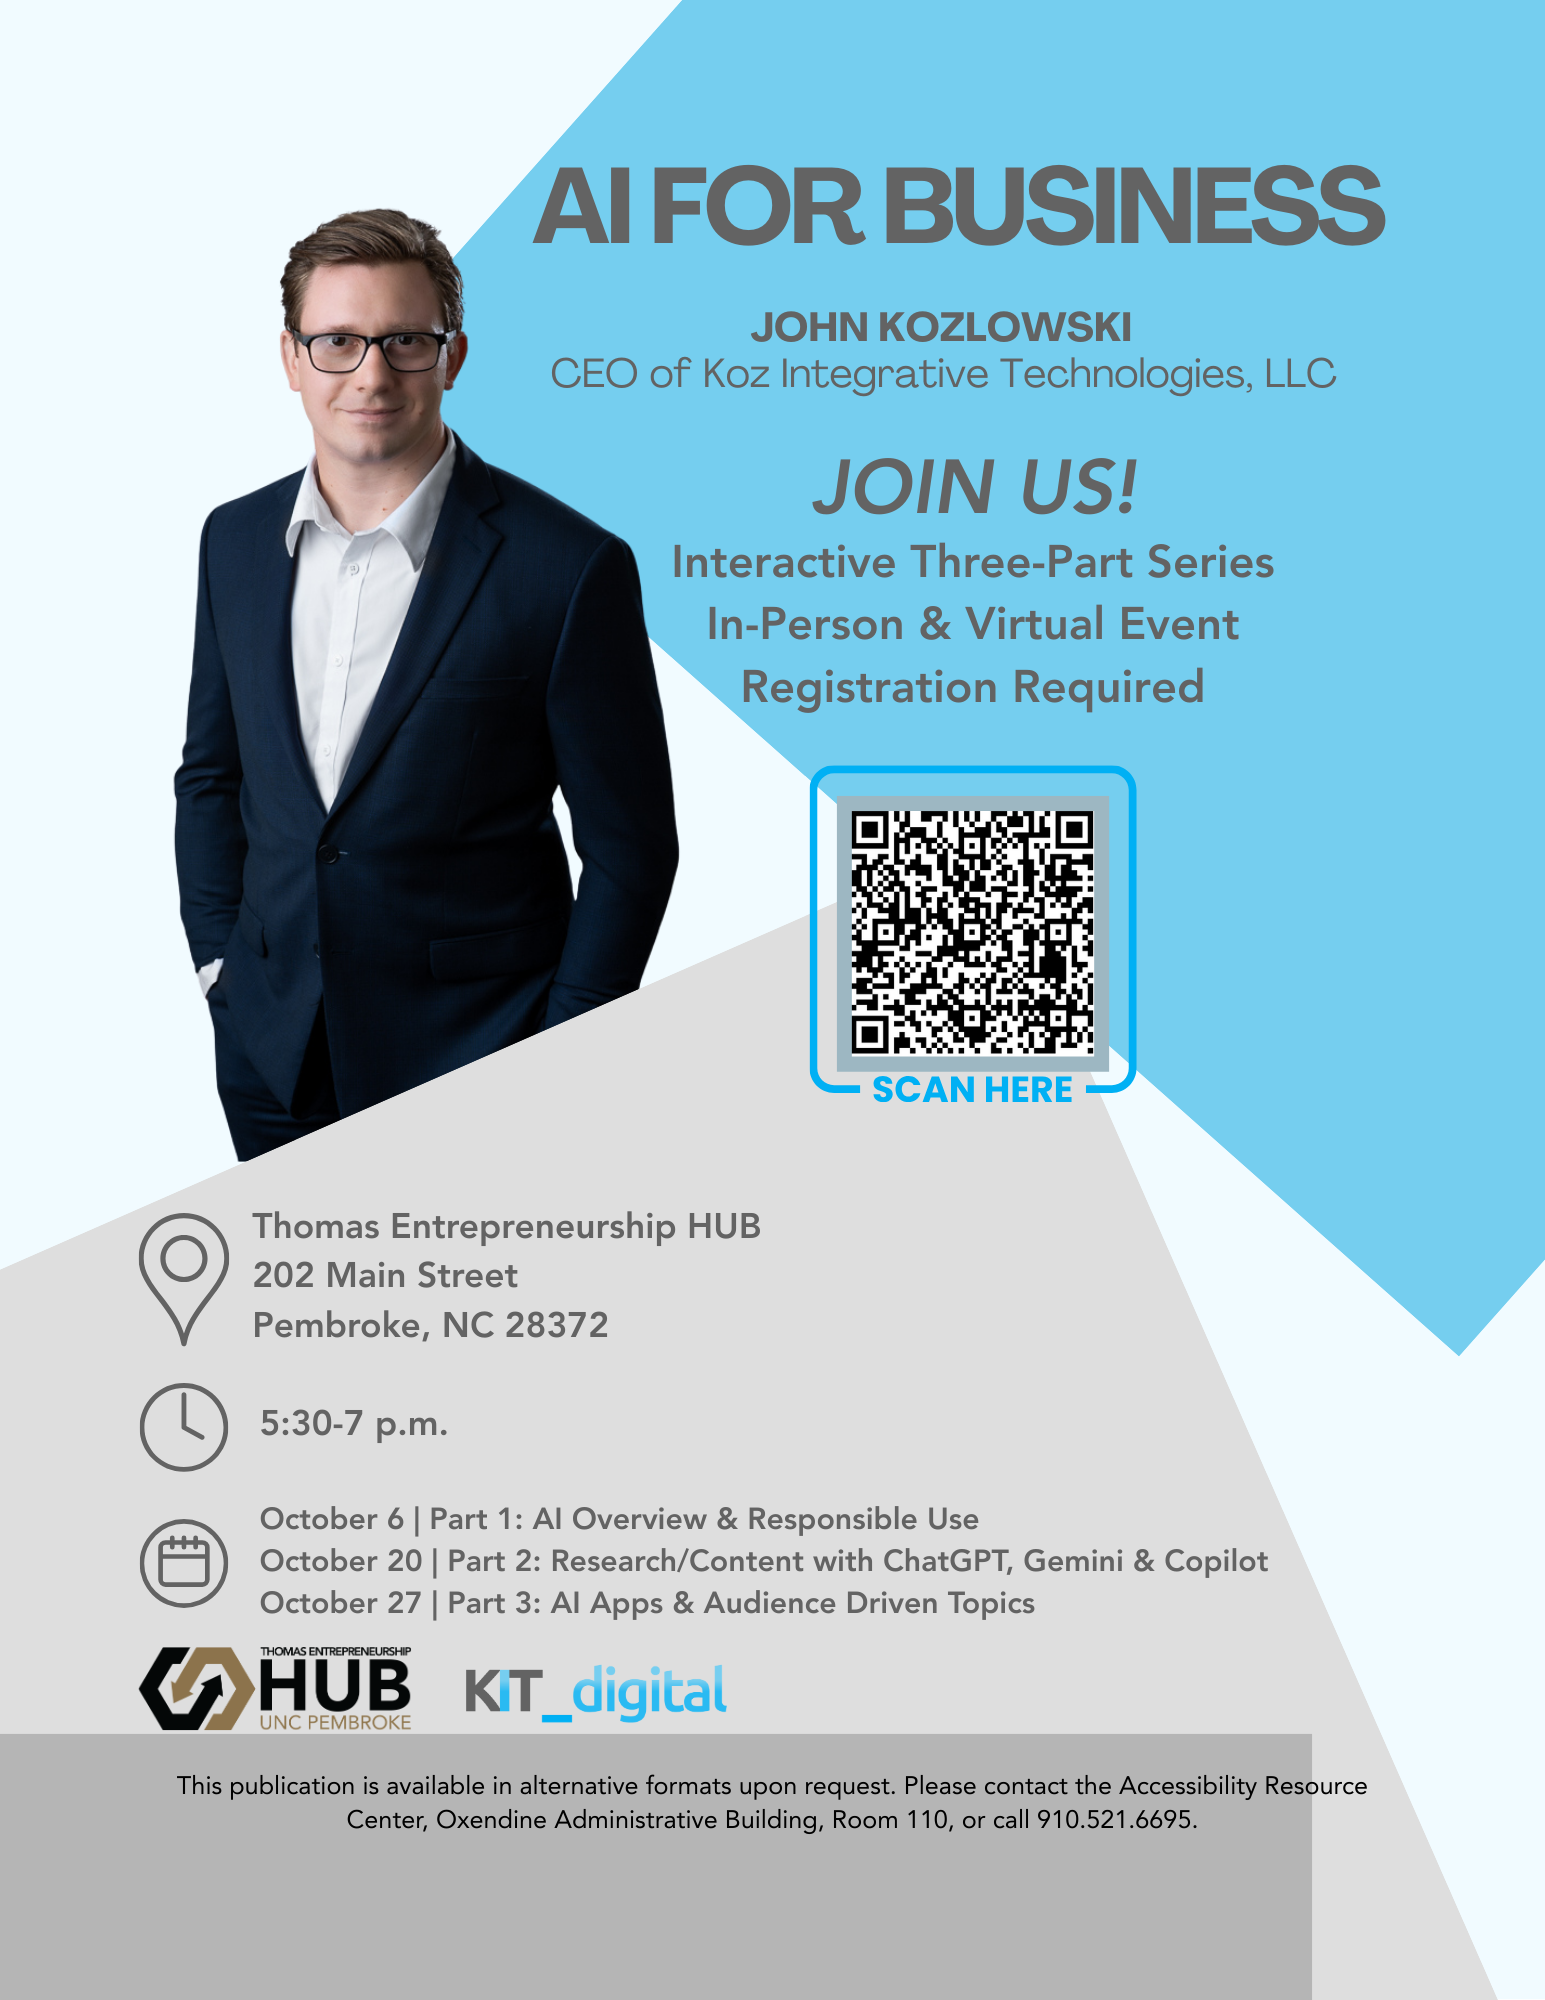 AI FOR BUSINESS
JOHN KOZLOWSKI
CEO of Koz Integrative Technologies, LLC
JOIN US!
Interactive Three-Part Series
In-Person & Virtual Event
Registration Required
SCAN HERE
Thomas Entrepreneurship HUB
202 Main Street
Pembroke, NC 28372
5:30-7 p.m.
October 6 | Part 1: AI Overview & Responsible Use
October 20 | Part 2: Research/Content with ChatGPT, Gemini & Copilot
October 27 | Part 3: AI Apps & Audience Driven Topics
THOMAS ENTREPRENEURSHIP
HUB
UNC PEMBROKE
KIT_digital
This publication is available in alternative formats upon request. Please contact the Accessibility Resource
Center, Oxendine Administrative Building, Room 110, or call 910.521.6695.